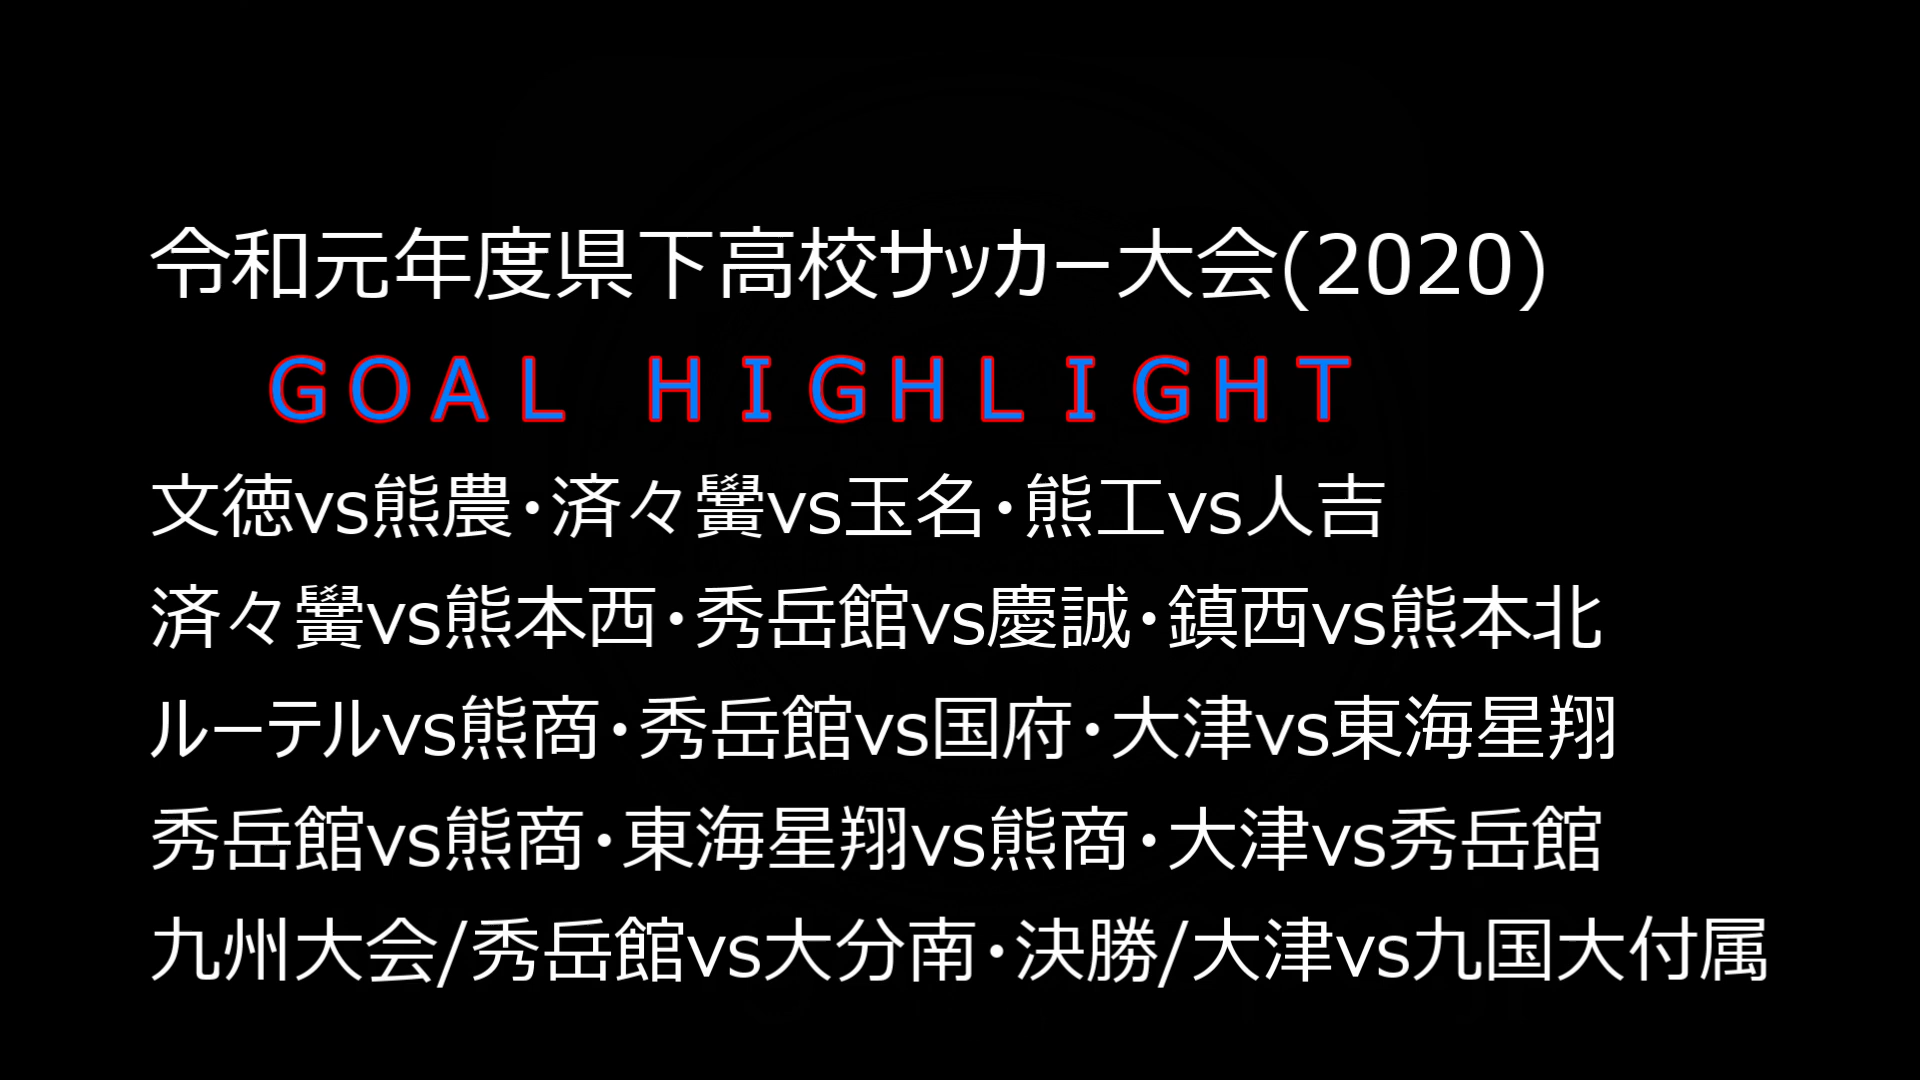 令和元年度県下高校サッカー大会(2020)
ＧＯＡＬ ＨＩＧＨＬＩＧＨＴ
文徳vs熊農･済々黌vs玉名･熊工vs人吉
済々黌vs熊本西･秀岳館vs慶誠･鎮西vs熊本北
ルーテルvs熊商･秀岳館vs国府･大津vs東海星翔
秀岳館vs熊商･東海星翔vs熊商･大津vs秀岳館
九州大会/秀岳館vs大分南･決勝/大津vs九国大付属